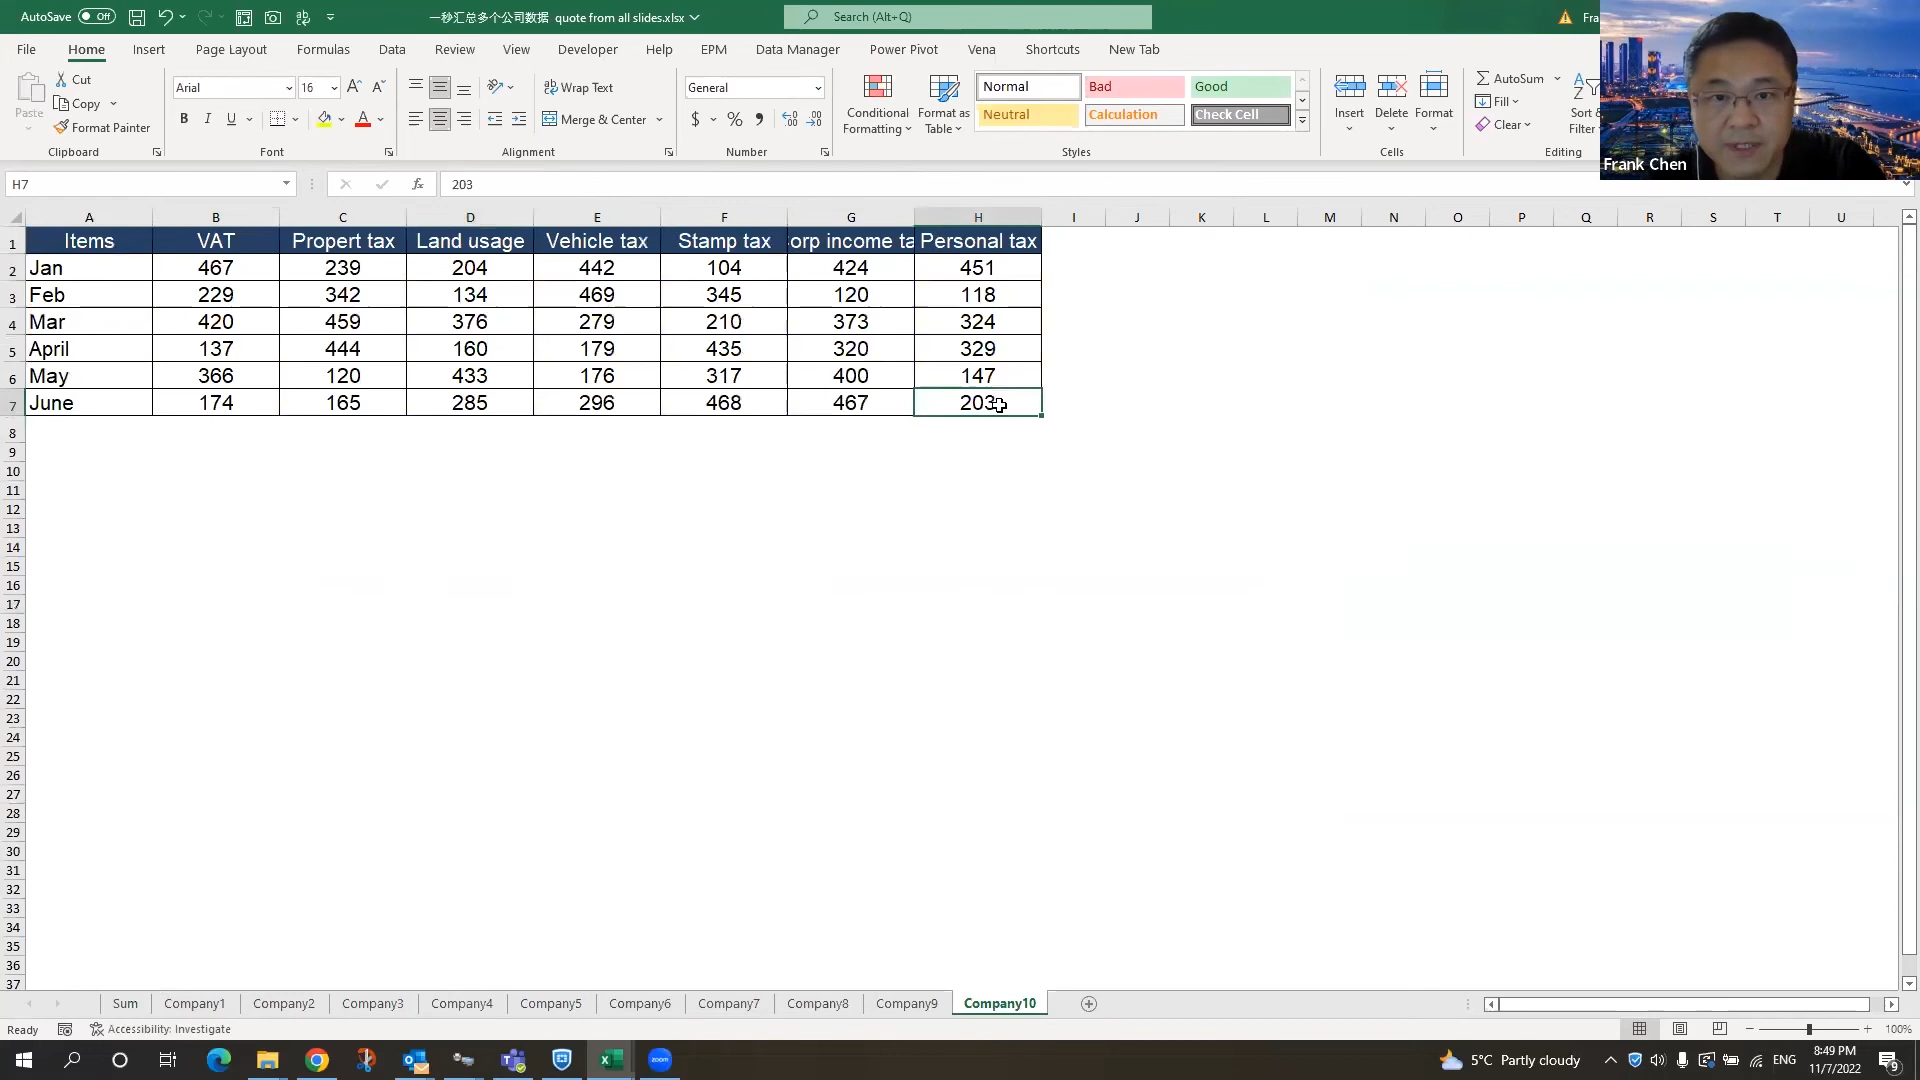 AutoSave Off 一秒汇总多个公司数据 quote from all slides.xlsx Search (Alt+Q) Fra
File Home Insert Page Layout Formulas Data Review View Developer Help EPM Data Manager Power Pivot Vena Shortcuts New Tab
Cut
Copy
Format Painter
Paste
Clipboard
Arial 16
B I U
Font
Wrap Text
Merge & Center
Alignment
General
$ % 9
Number
Conditional Formatting
Format as Table
Normal Bad Good
Neutral Calculation Check Cell
Styles
Insert Delete Format
Cells
AutoSum
Fill
Clear
Sort &
Filter
Editing
Frank Chen
H7 fx 203
A B C D E F G H I J K L M N O P Q R S T U
1 Items VAT Propert tax Land usage Vehicle tax Stamp tax orp income ta Personal tax
2 Jan 467 239 204 442 104 424 451
3 Feb 229 342 134 469 345 120 118
4 Mar 420 459 376 279 210 373 324
5 April 137 444 160 179 435 320 329
6 May 366 120 433 176 317 400 147
7 June 174 165 285 296 468 467 203
8
9
10
11
12
13
14
15
16
17
18
19
20
21
22
23
24
25
26
27
28
29
30
31
32
33
34
35
36
37
Sum Company1 Company2 Company3 Company4 Company5 Company6 Company7 Company8 Company9 Company10
Ready Accessibility: Investigate 100%
zoom 5°C Partly cloudy ENG 8:49 PM
11/7/2022 9